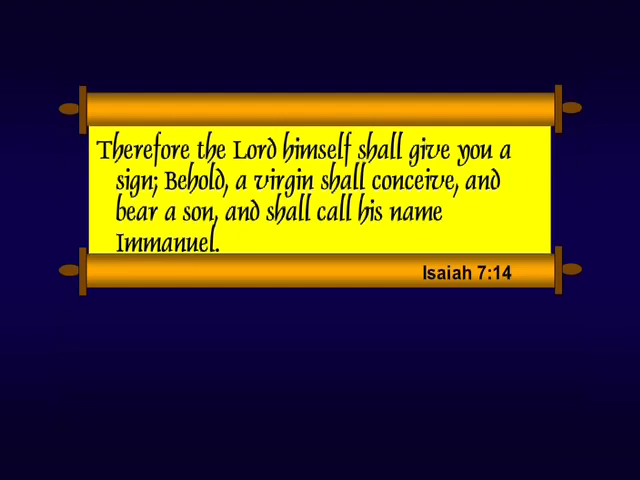 Therefore the Lord himself shall give you a
sign; Behold, a virgin shall conceive, and
bear a son, and shall call his name
Immanuel.
Isaiah 7:14